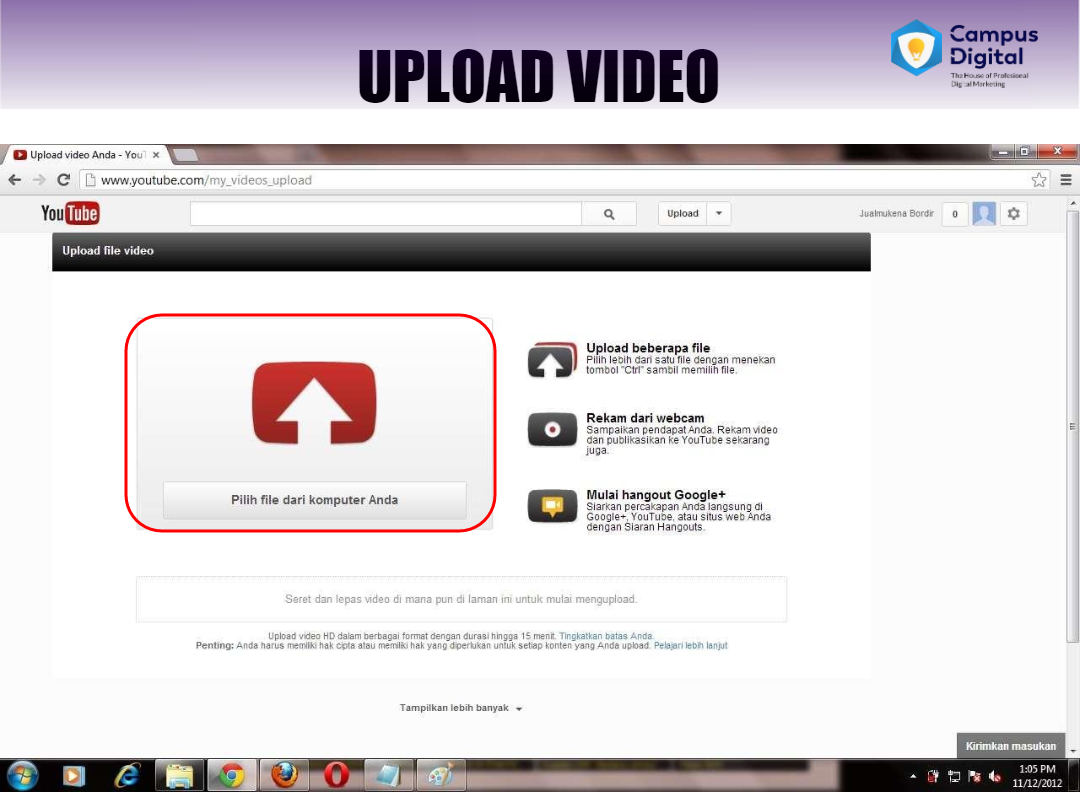 UPLOAD VIDEO
Campus
Digital
The House of Profesional
Digital Marketing
Upload video Anda - YouT
www.youtube.com/my_videos_upload
YouTube
Upload
Jualmukena Bordir
0
Upload file video
Pilih file dari komputer Anda
Upload beberapa file
Pilih lebih dari satu file dengan menekan
tombol "Ctrl" sambil memilih file.
Rekam dari webcam
Sampaikan pendapat Anda. Rekam video
dan publikasikan ke YouTube sekarang
juga.
Mulai hangout Google+
Siarkan percakapan Anda langsung di
Google+, YouTube, atau situs web Anda
dengan Siaran Hangouts.
Seret dan lepas video di mana pun di laman ini untuk mulai mengupload.
Upload video HD dalam berbagai format dengan durasi hingga 15 menit. Tingkatkan batas Anda.
Penting: Anda harus memiliki hak cipta atau memiliki hak yang diperlukan untuk setiap konten yang Anda upload. Pelajari lebih lanjut
Tampilkan lebih banyak
Kirimkan masukan
1:05 PM
11/12/2012